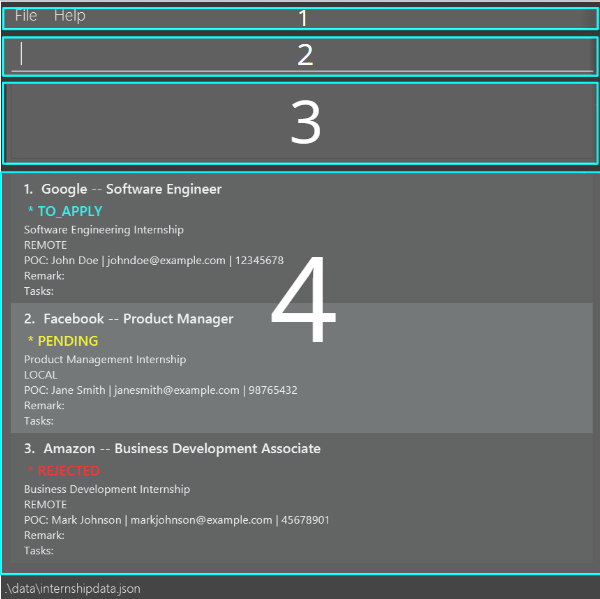 File Help
1
2
3
4
1. Google -- Software Engineer
* TO_APPLY
Software Engineering Internship
REMOTE
POC: John Doe | johndoe@example.com | 12345678
Remark:
Tasks:
2. Facebook -- Product Manager
* PENDING
Product Management Internship
LOCAL
POC: Jane Smith | janesmith@example.com | 98765432
Remark:
Tasks:
3. Amazon -- Business Development Associate
* REJECTED
Business Development Internship
REMOTE
POC: Mark Johnson | markjohnson@example.com | 45678901
Remark:
Tasks:
.\data\internshipdata.json